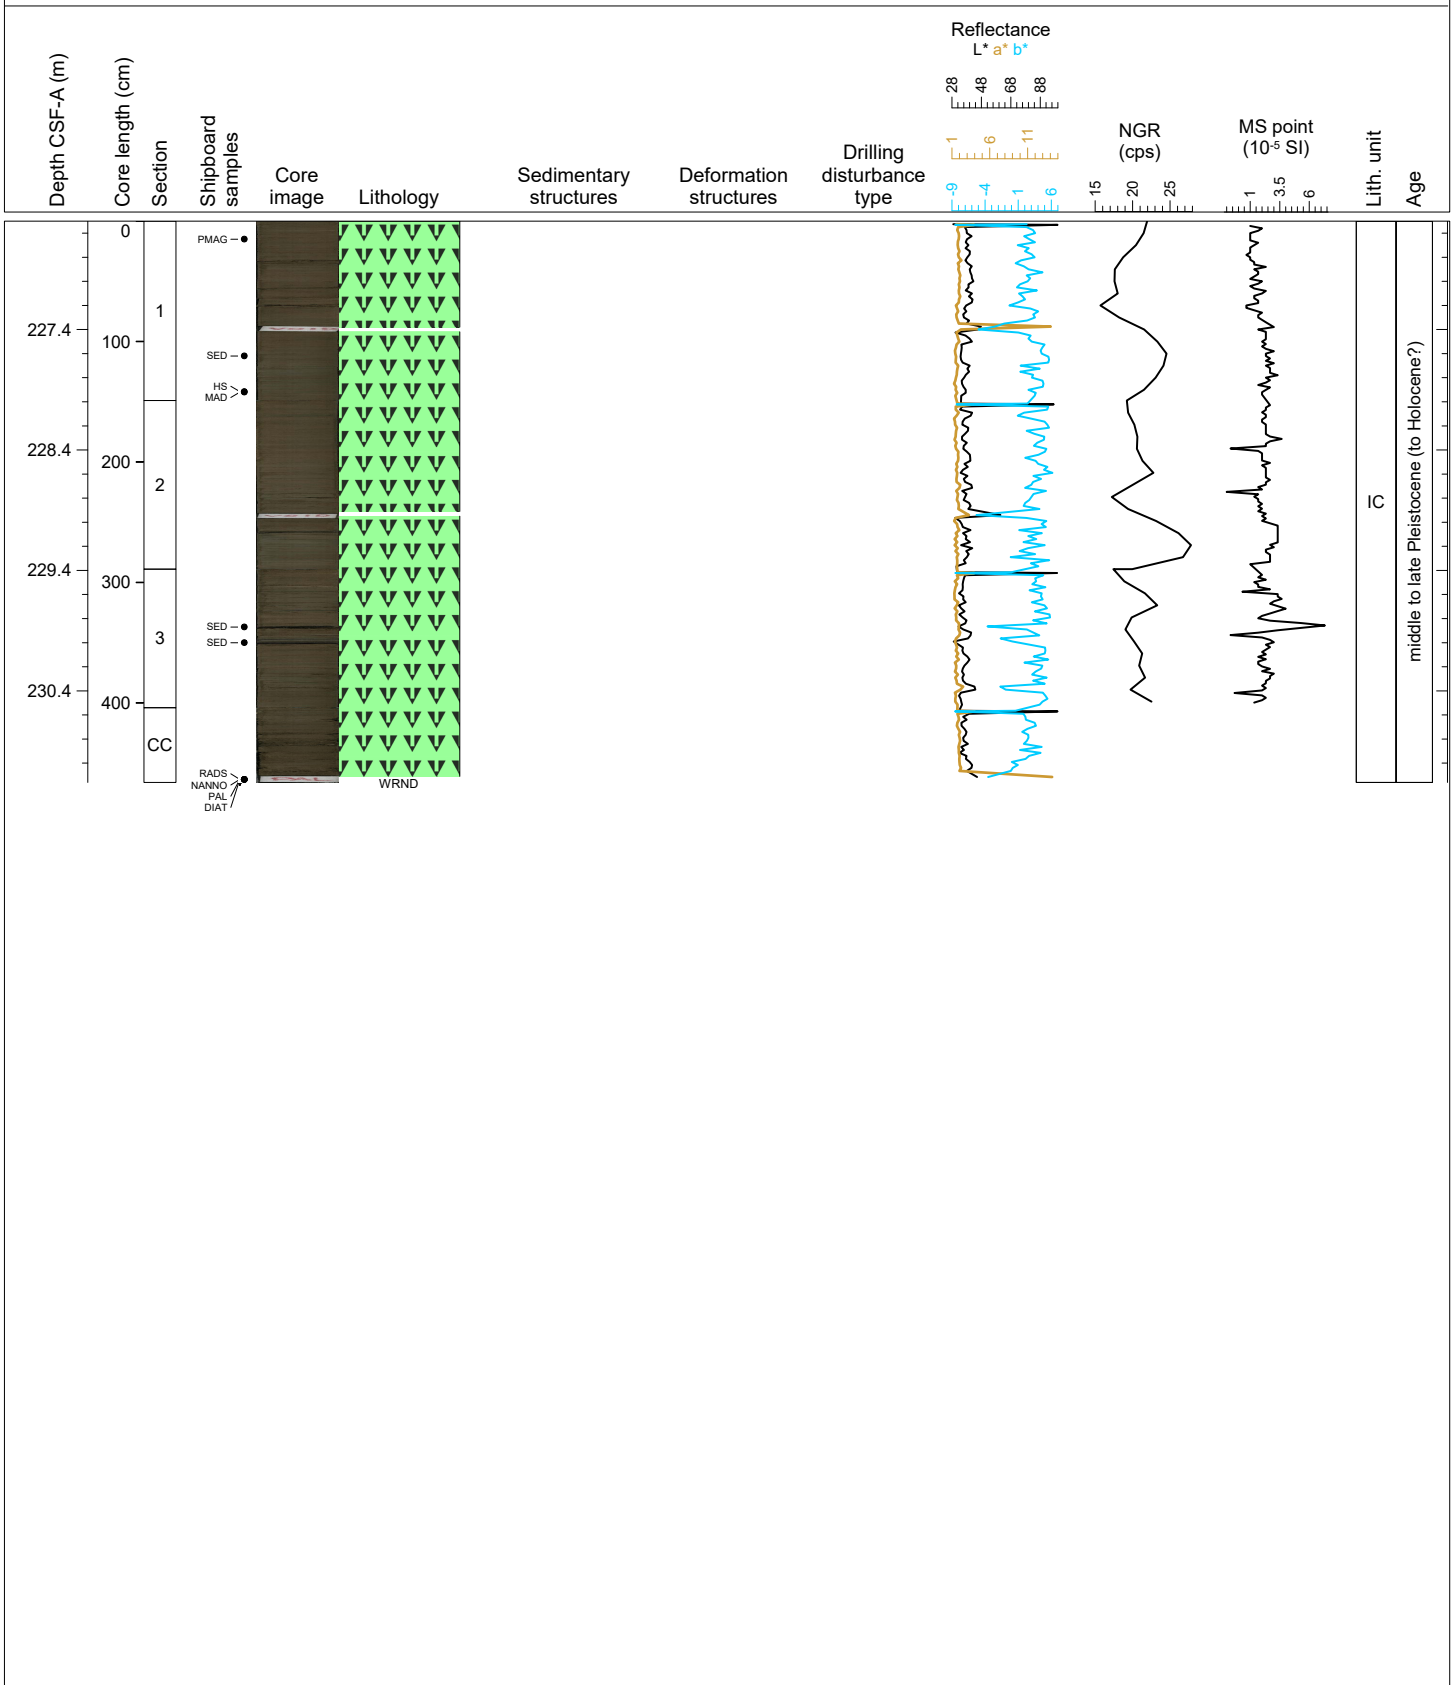 Depth CSF-A (m)
Core length (cm)
Section
Shipboard
samples
Core
image
Lithology
Sedimentary
structures
Deformation
structures
Drilling
disturbance
type
Reflectance
L* a* b*
28 48 68 88
1 6 11
-9 -4 1 6
NGR
(cps)
15 20 25
MS point
(10-5 SI)
1 3.5 6
Lith. unit
Age
0
PMAG
1
227.4
100
SED
HS
MAD
228.4
200
2
229.4
300
SED
3
SED
230.4
400
CC
RADS
NANNO
PAL
DIAT
WRND
IC
middle to late Pleistocene (to Holocene?)